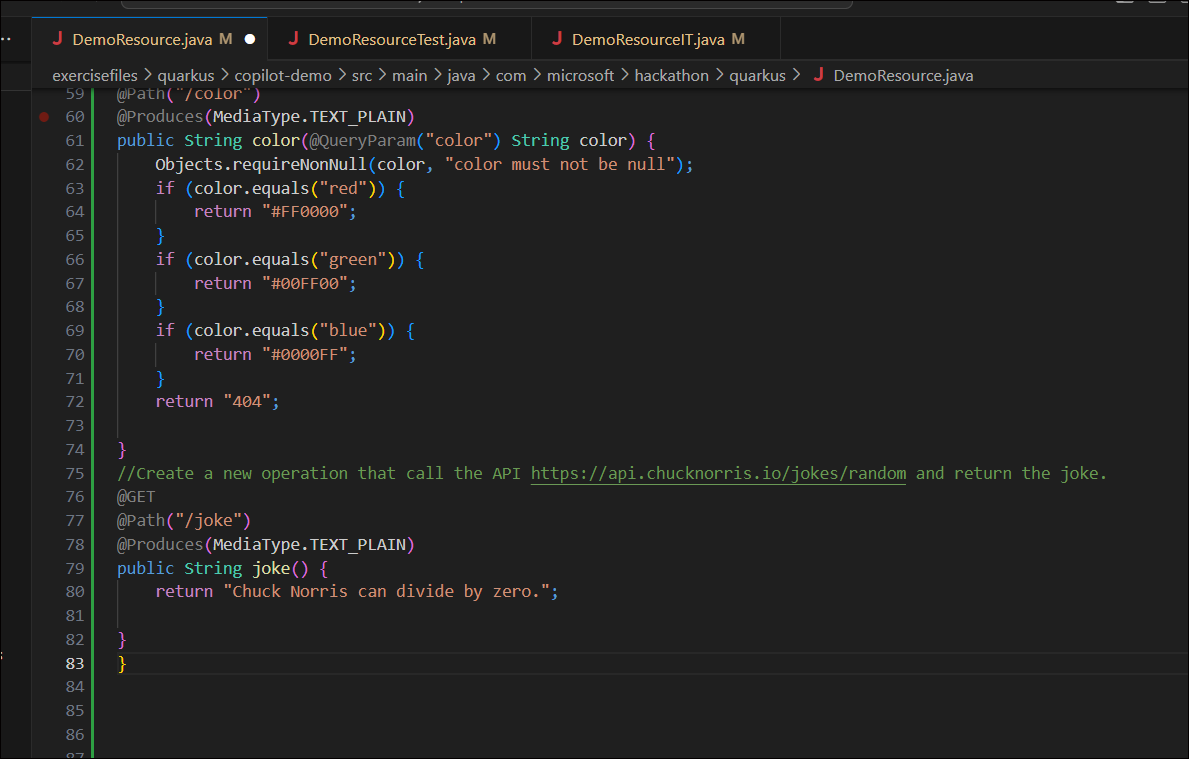 DemoResource.java M
DemoResourceTest.java M
DemoResourceIT.java M
exercisefiles > quarkus > copilot-demo > src > main > java > com > microsoft > hackathon > quarkus > DemoResource.java
59 @Path("/color")
60 @Produces(MediaType.TEXT_PLAIN)
61 public String color(@QueryParam("color") String color) {
62 Objects.requireNonNull(color, "color must not be null");
63 if (color.equals("red")) {
64 return "#FF0000";
65 }
66 if (color.equals("green")) {
67 return "#00FF00";
68 }
69 if (color.equals("blue")) {
70 return "#0000FF";
71 }
72 return "404";
73
74 }
75 //Create a new operation that call the API https://api.chucknorris.io/jokes/random and return the joke.
76 @GET
77 @Path("/joke")
78 @Produces(MediaType.TEXT_PLAIN)
79 public String joke() {
80 return "Chuck Norris can divide by zero.";
81
82 }
83 }
84
85
86
87